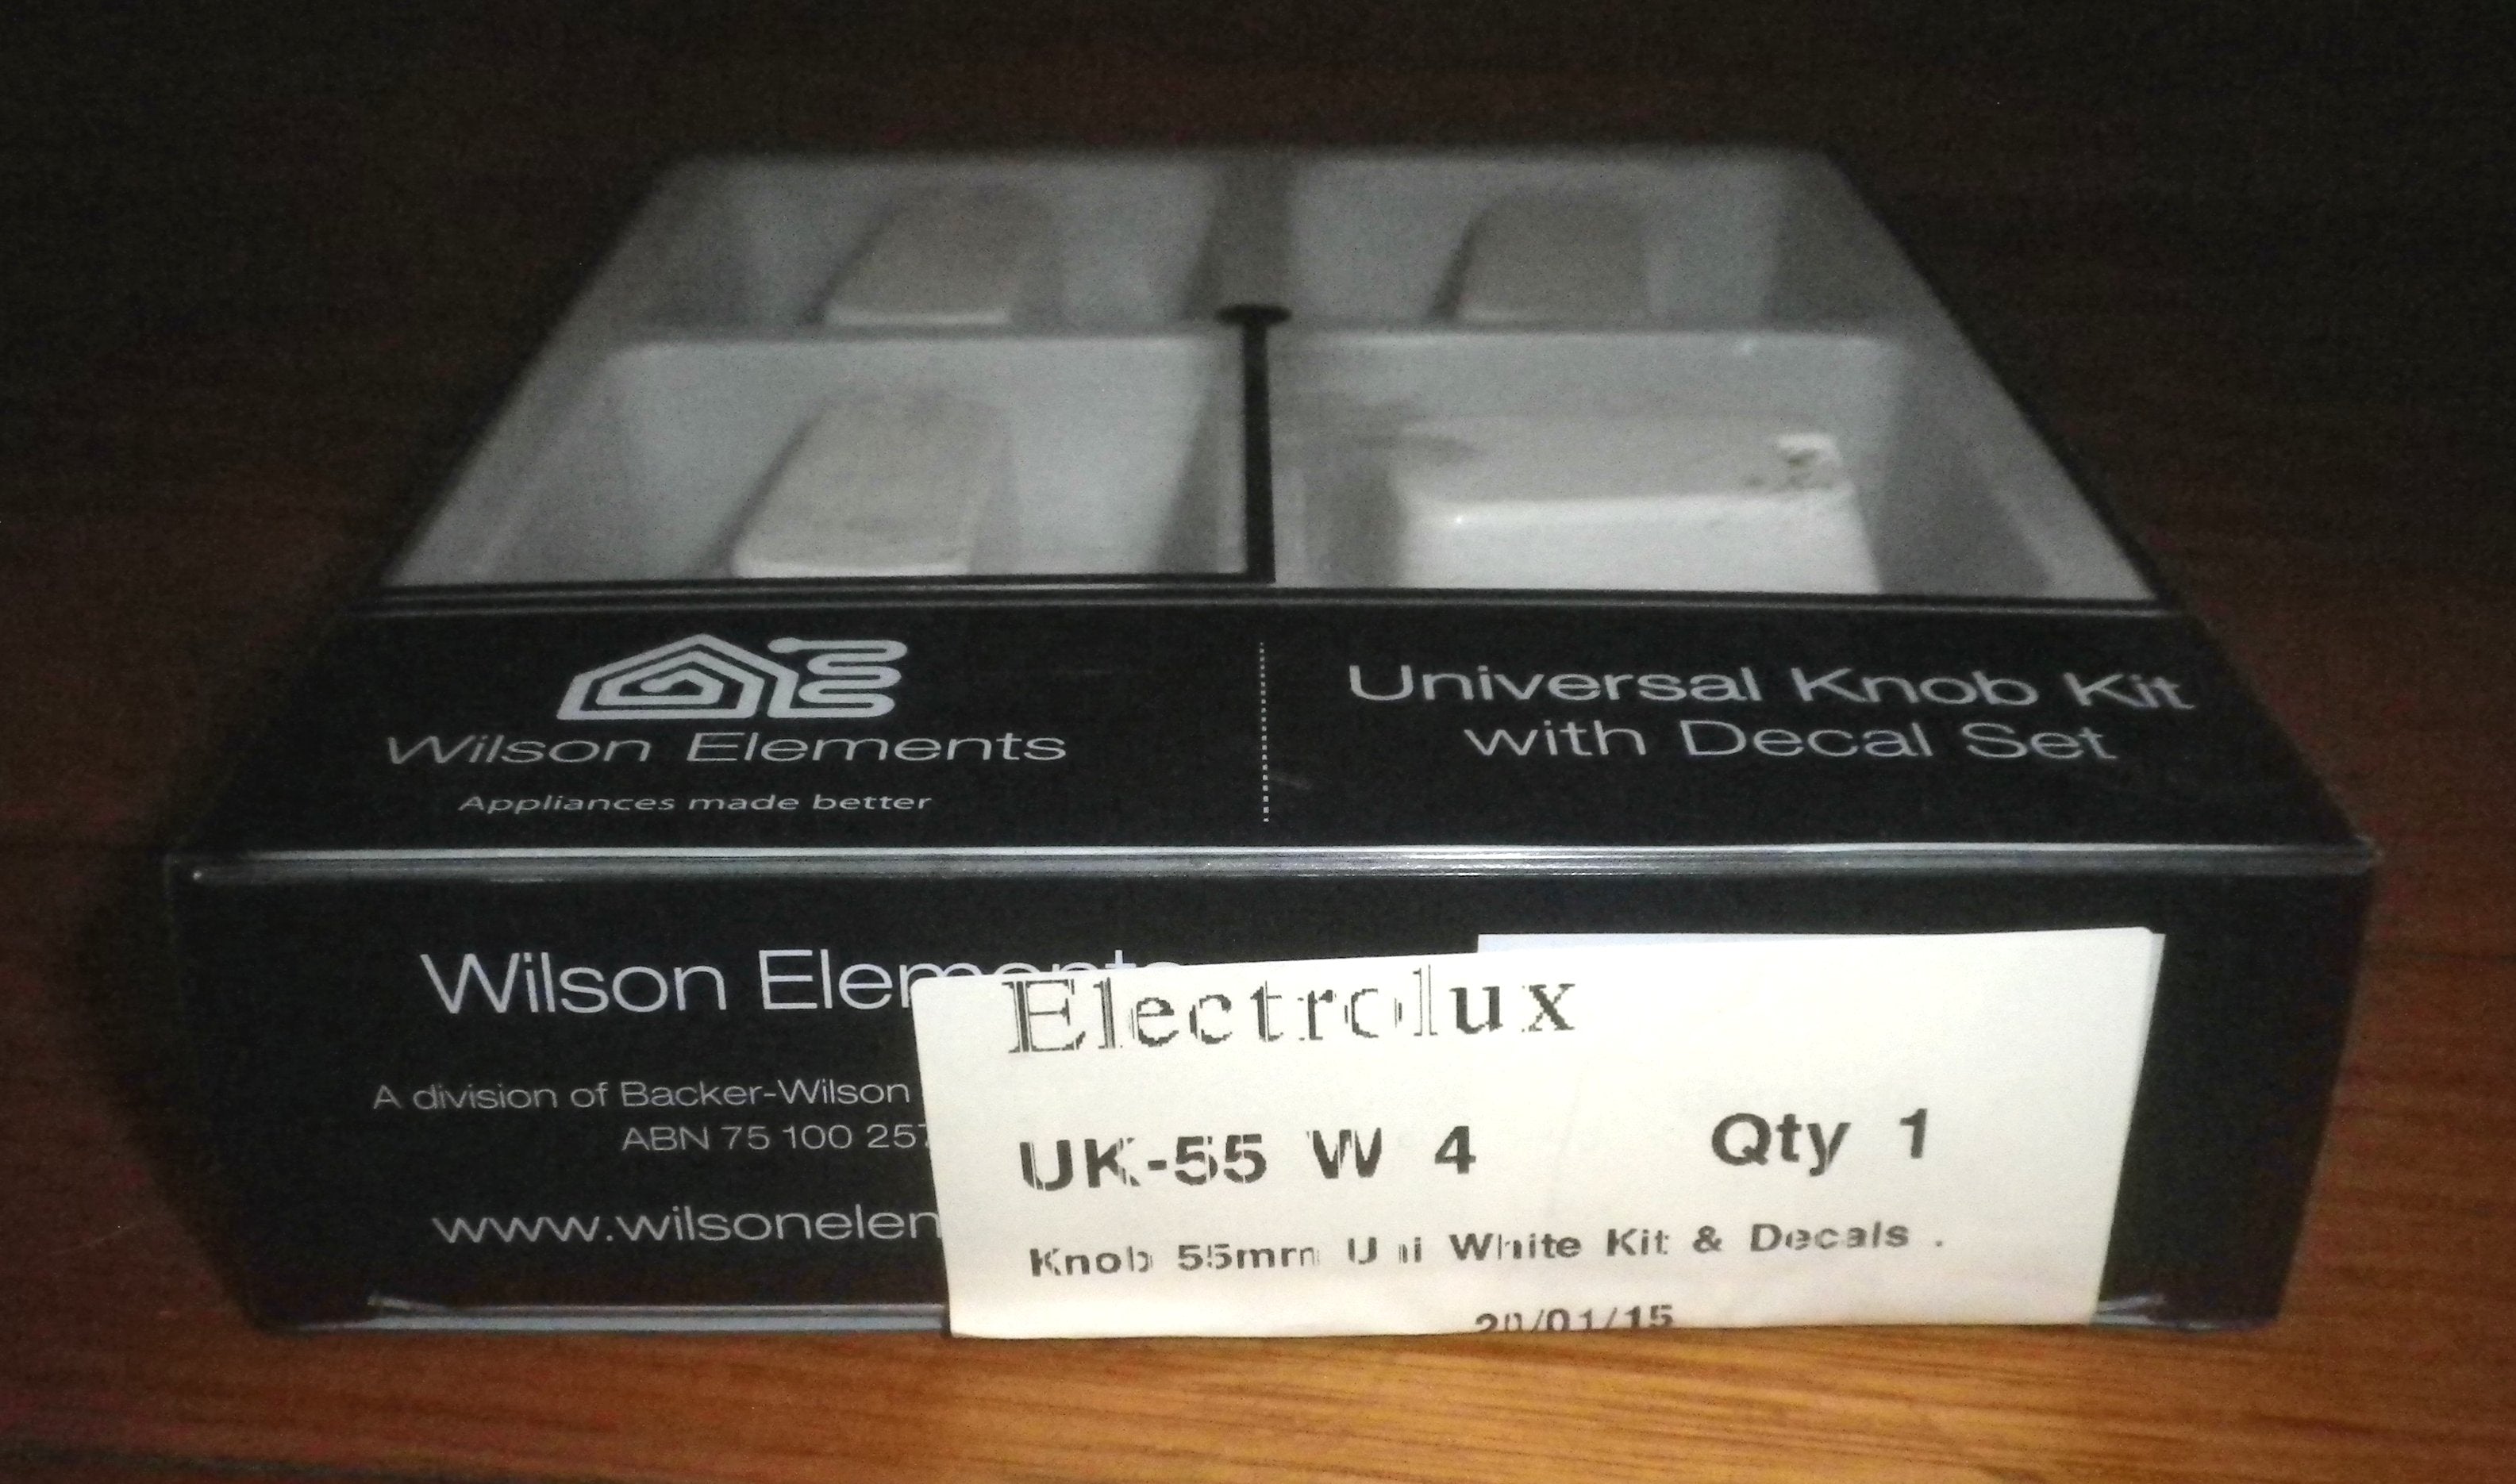 Wilson Elements
Appliances made better
Universal Knob Kit
with Decal Set
Wilson Elements
A division of Backer-Wilson
ABN 75 100 257
www.wilsonelem
Electrolux
UK-55 W 4 Qty 1
Knob 55mm Uni White Kit & Decals .
20/01/15